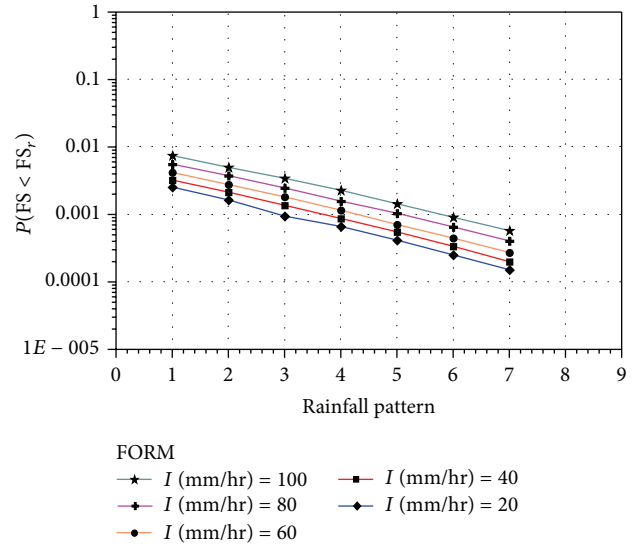 1
0.1
0.01
0.001
0.0001
1E − 005
P(FS < FSr)
0 1 2 3 4 5 6 7 8 9
Rainfall pattern
FORM
I (mm/hr) = 100
I (mm/hr) = 80
I (mm/hr) = 60
I (mm/hr) = 40
I (mm/hr) = 20